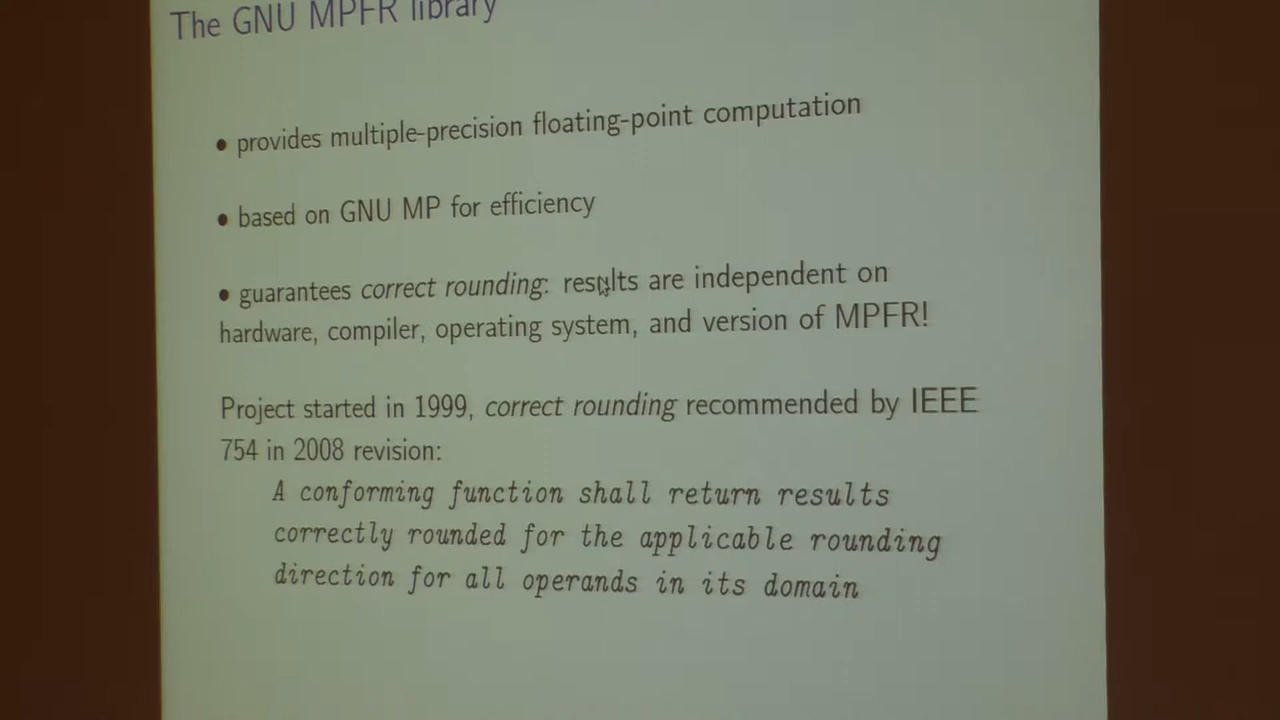 The GNU MPFR library
• provides multiple-precision floating-point computation
• based on GNU MP for efficiency
• guarantees correct rounding: results are independent on
hardware, compiler, operating system, and version of MPFR!
Project started in 1999, correct rounding recommended by IEEE
754 in 2008 revision:
A conforming function shall return results
correctly rounded for the applicable rounding
direction for all operands in its domain